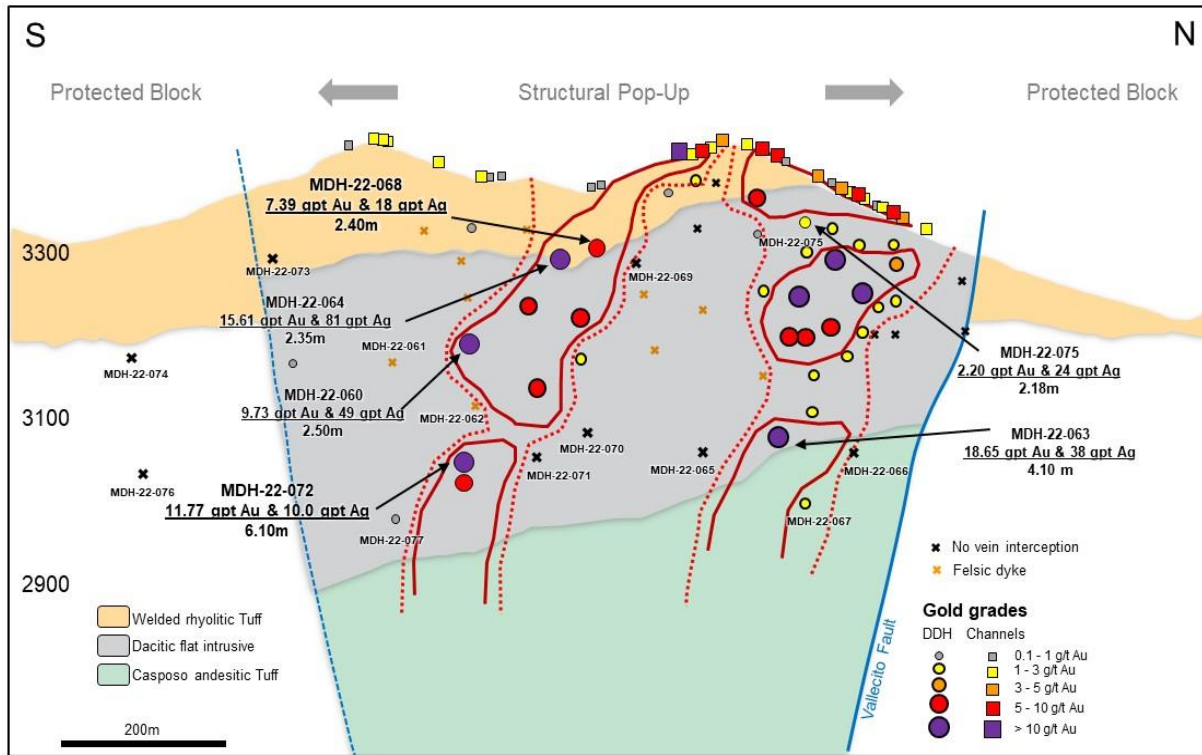 S
N
Protected Block
Structural Pop-Up
Protected Block
MDH-22-068
7.39 gpt Au & 18 gpt Ag
2.40m
3300
MDH-22-073
MDH-22-075
MDH-22-069
MDH-22-064
15.61 gpt Au & 81 gpt Ag
2.35m
MDH-22-061
MDH-22-074
MDH-22-075
2.20 gpt Au & 24 gpt Ag
2.18m
MDH-22-060
9.73 gpt Au & 49 gpt Ag
2.50m
MDH-22-062
3100
MDH-22-063
18.65 gpt Au & 38 gpt Ag
4.10 m
MDH-22-070
MDH-22-071
MDH-22-065
MDH-22-066
MDH-22-076
MDH-22-072
11.77 gpt Au & 10.0 gpt Ag
6.10m
MDH-22-067
MDH-22-077
2900
No vein interception
Felsic dyke
Welded rhyolitic Tuff
Dacitic flat intrusive
Casposo andesitic Tuff
Vallecito Fault
Gold grades
DDH Channels
0.1 - 1 g/t Au
1 - 3 g/t Au
3 - 5 g/t Au
5 - 10 g/t Au
> 10 g/t Au
200m